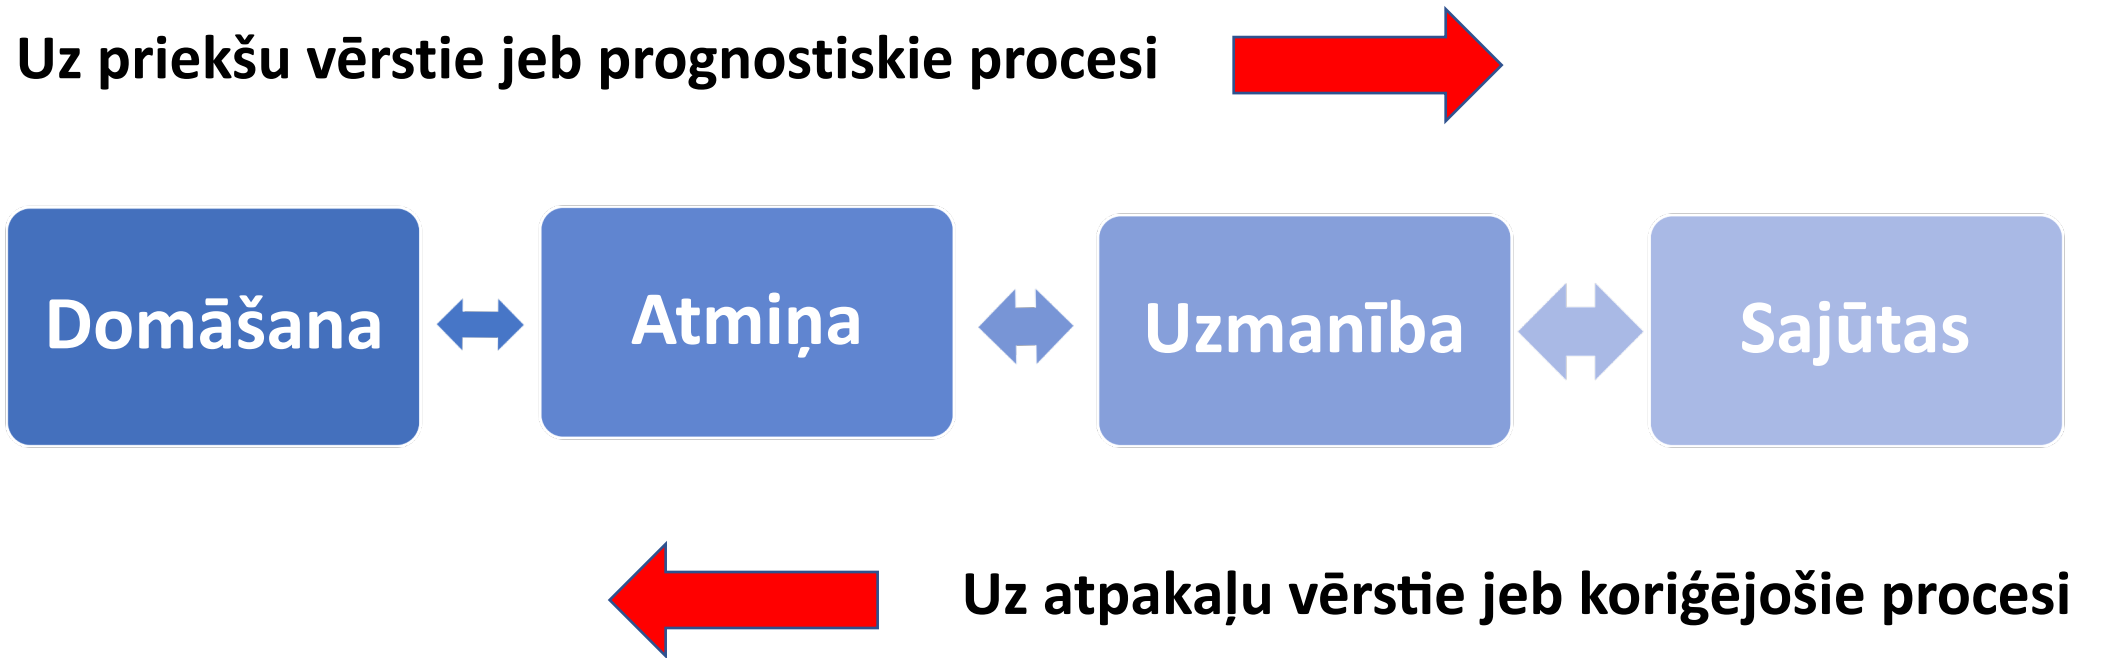 Uz priekšu vērstie jeb prognostiskie procesi
Domāšana
Atmiņa
Uzmanība
Sajūtas
Uz atpakaļu vērstie jeb koriģējošie procesi